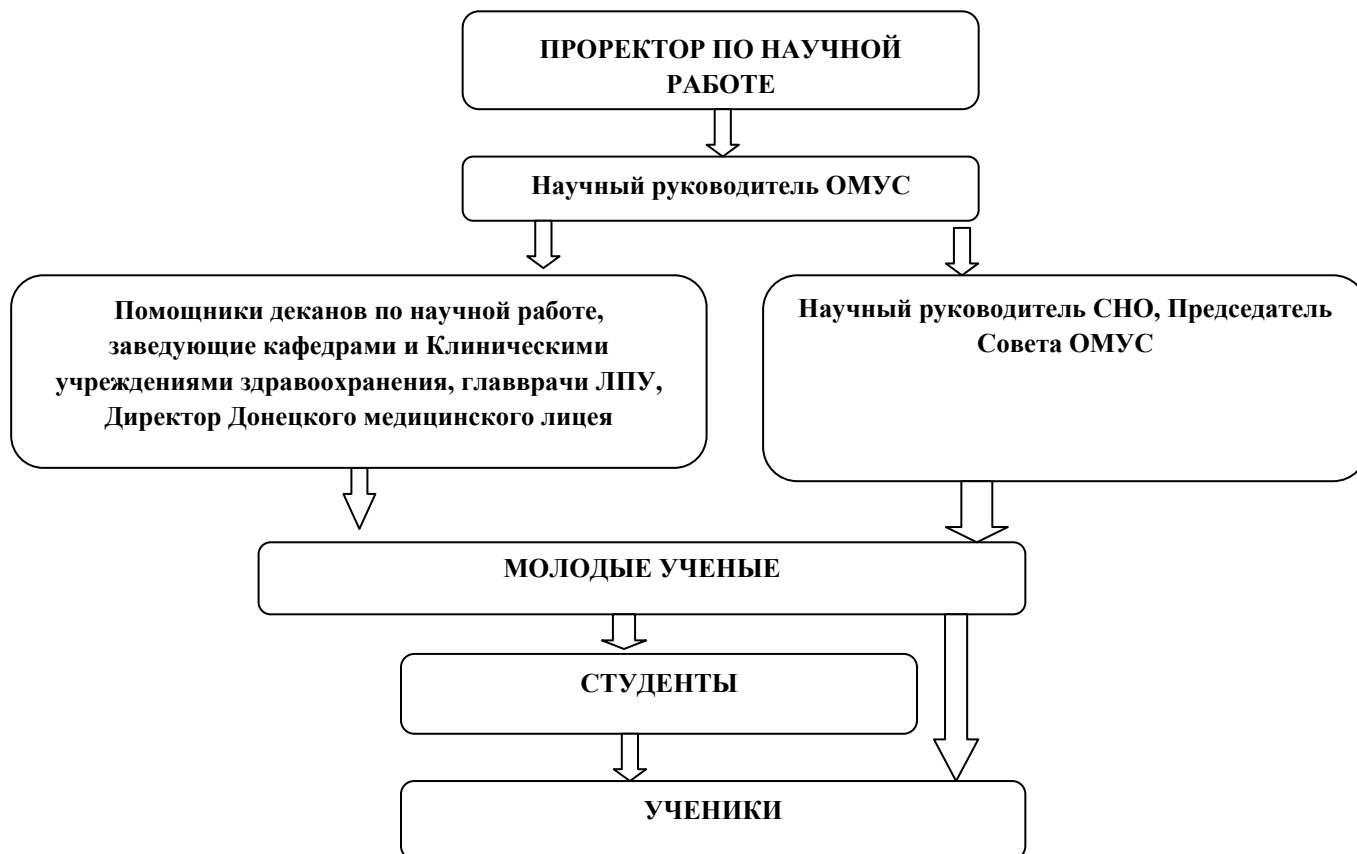 ПРОРЕКТОР ПО НАУЧНОЙ
РАБОТЕ
Научный руководитель ОМУС
Помощники деканов по научной работе,
заведующие кафедрами и Клиническими
учреждениями здравоохранения, главврачи ЛПУ,
Директор Донецкого медицинского лицея
Научный руководитель СНО, Председатель
Совета ОМУС
МОЛОДЫЕ УЧЕНЫЕ
СТУДЕНТЫ
УЧЕНИКИ